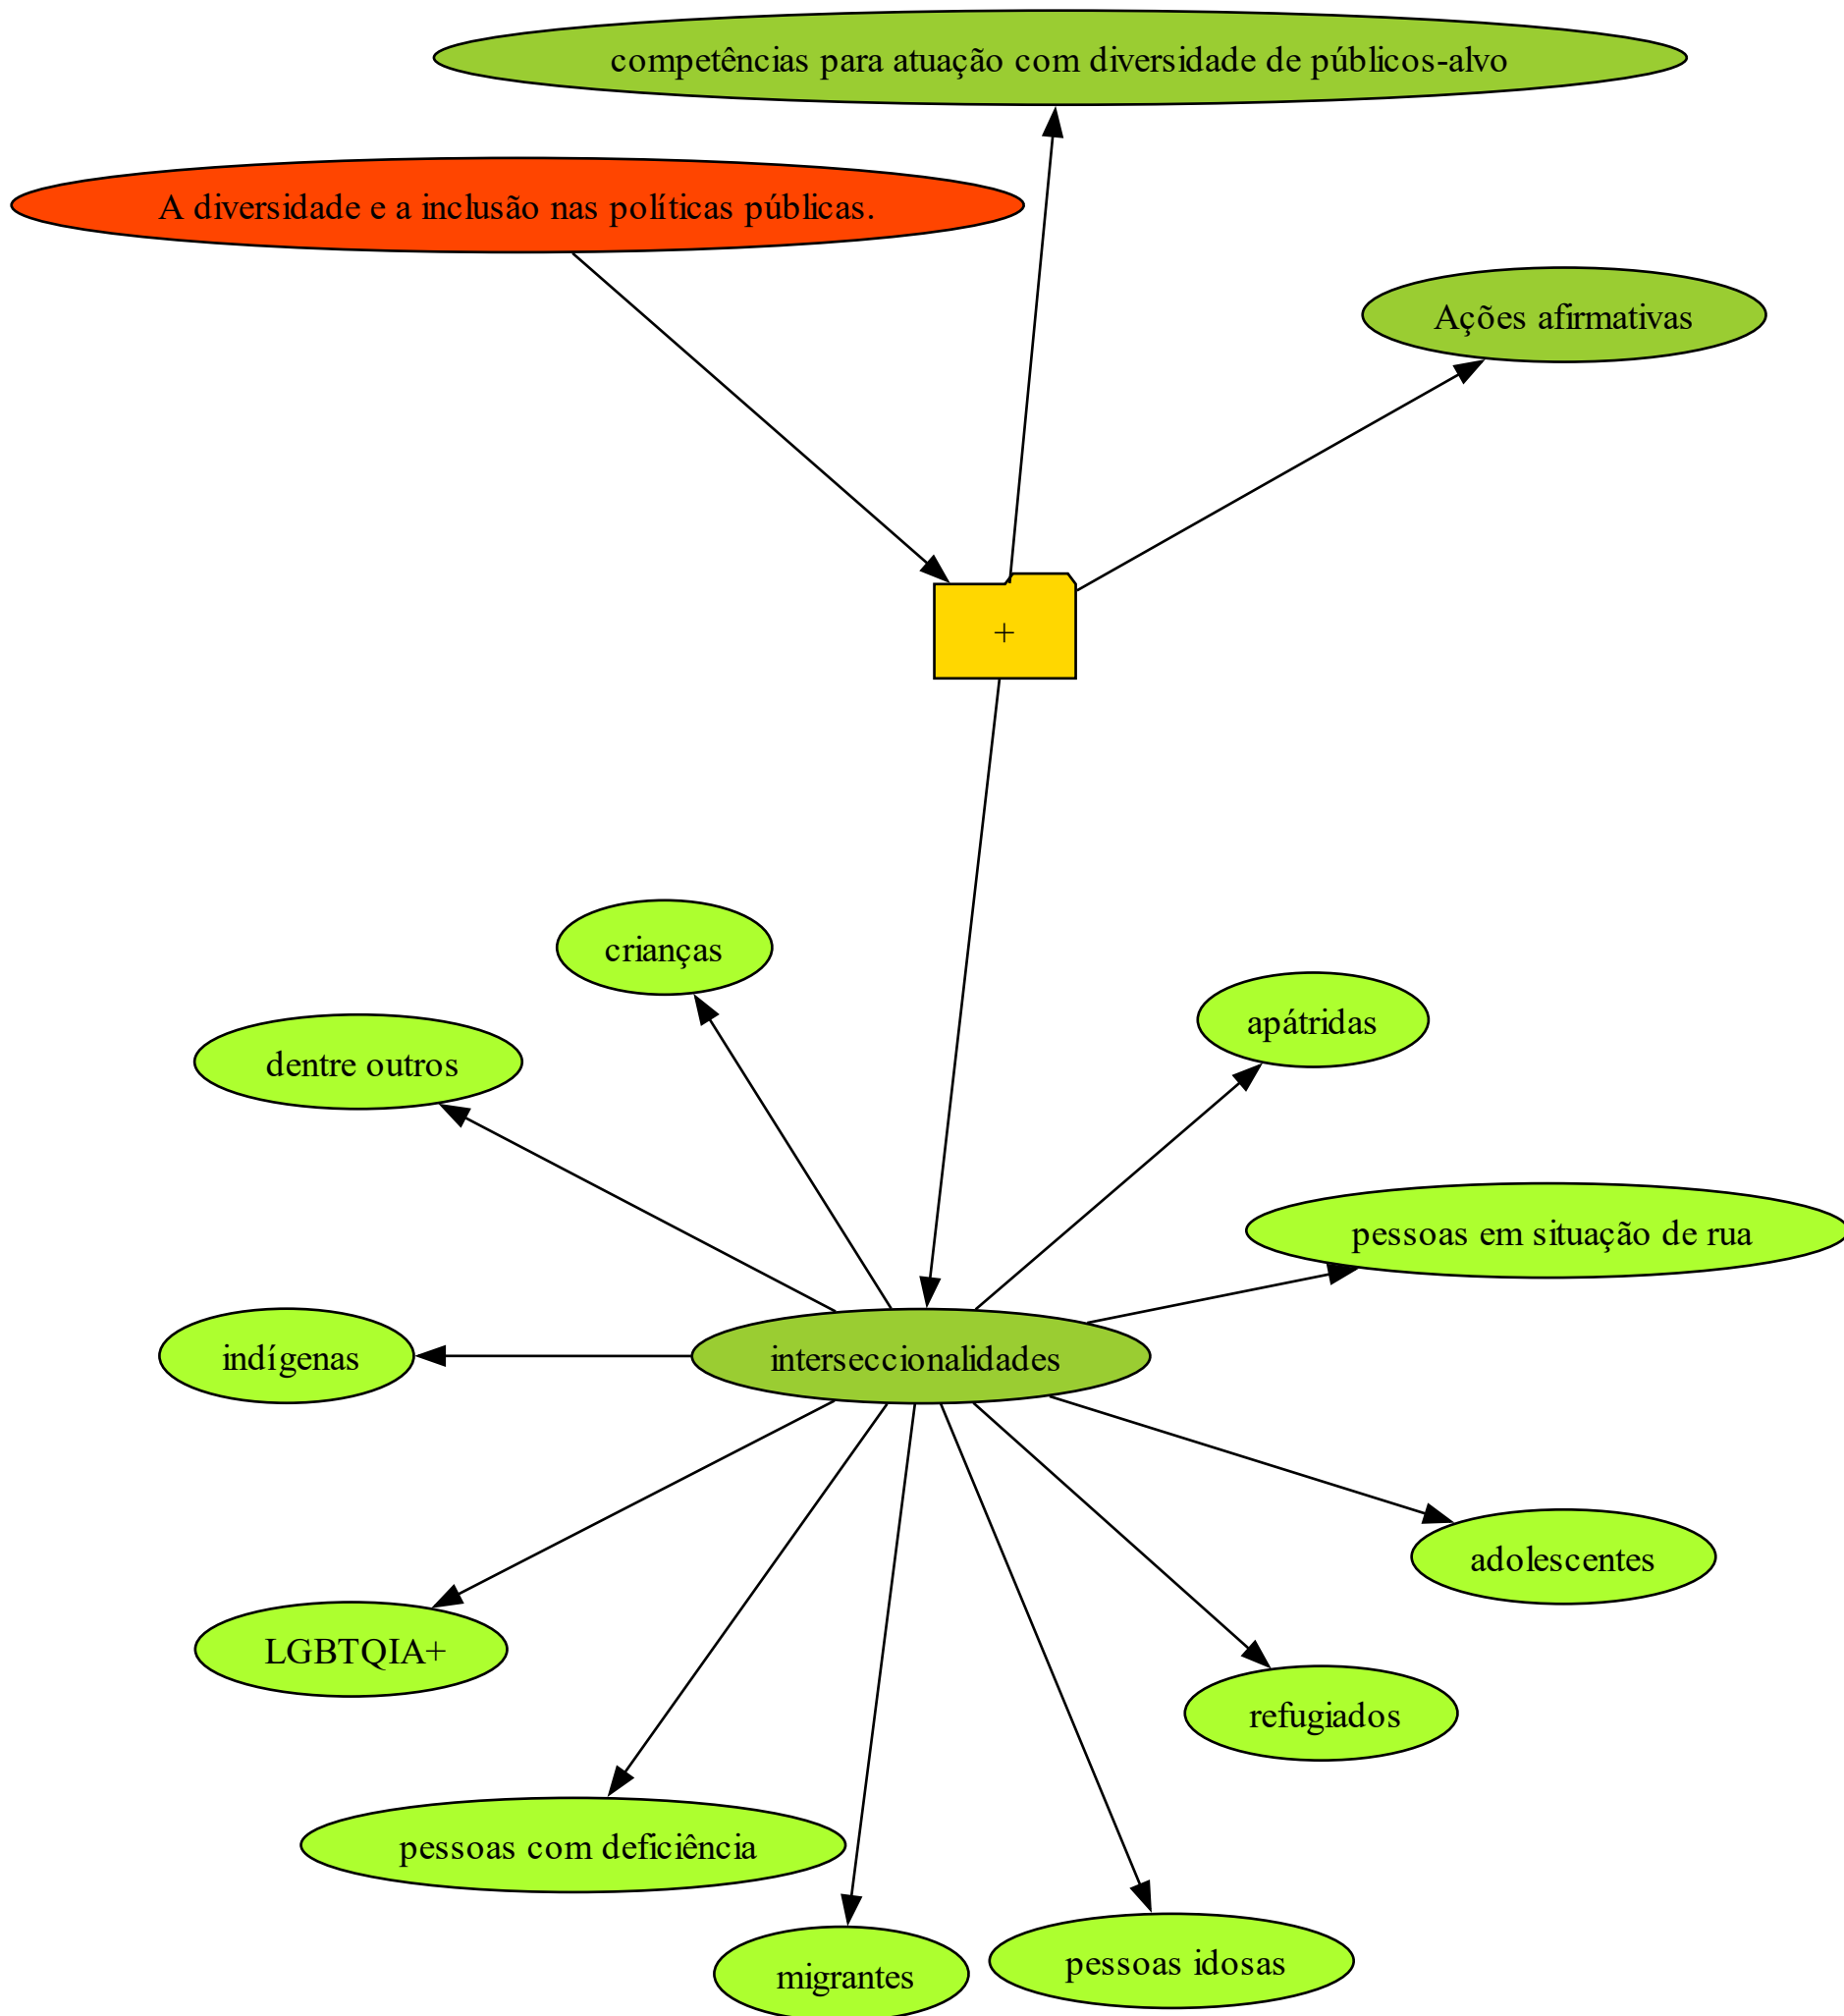 competências para atuação com diversidade de públicos-alvo
A diversidade e a inclusão nas políticas públicas.
Ações afirmativas
+
crianças
apátridas
dentre outros
pessoas em situação de rua
indígenas
interseccionalidades
adolescentes
LGBTQIA+
refugiados
pessoas com deficiência
pessoas idosas
migrantes